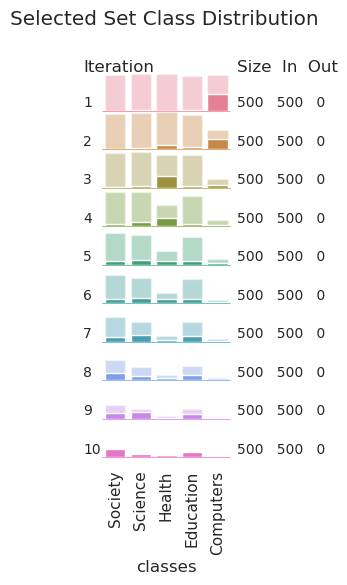 Selected Set Class Distribution
Iteration Size In Out
1 500 500 0
2 500 500 0
3 500 500 0
4 500 500 0
5 500 500 0
6 500 500 0
7 500 500 0
8 500 500 0
9 500 500 0
10 500 500 0
Society Science Health Education Computers
classes